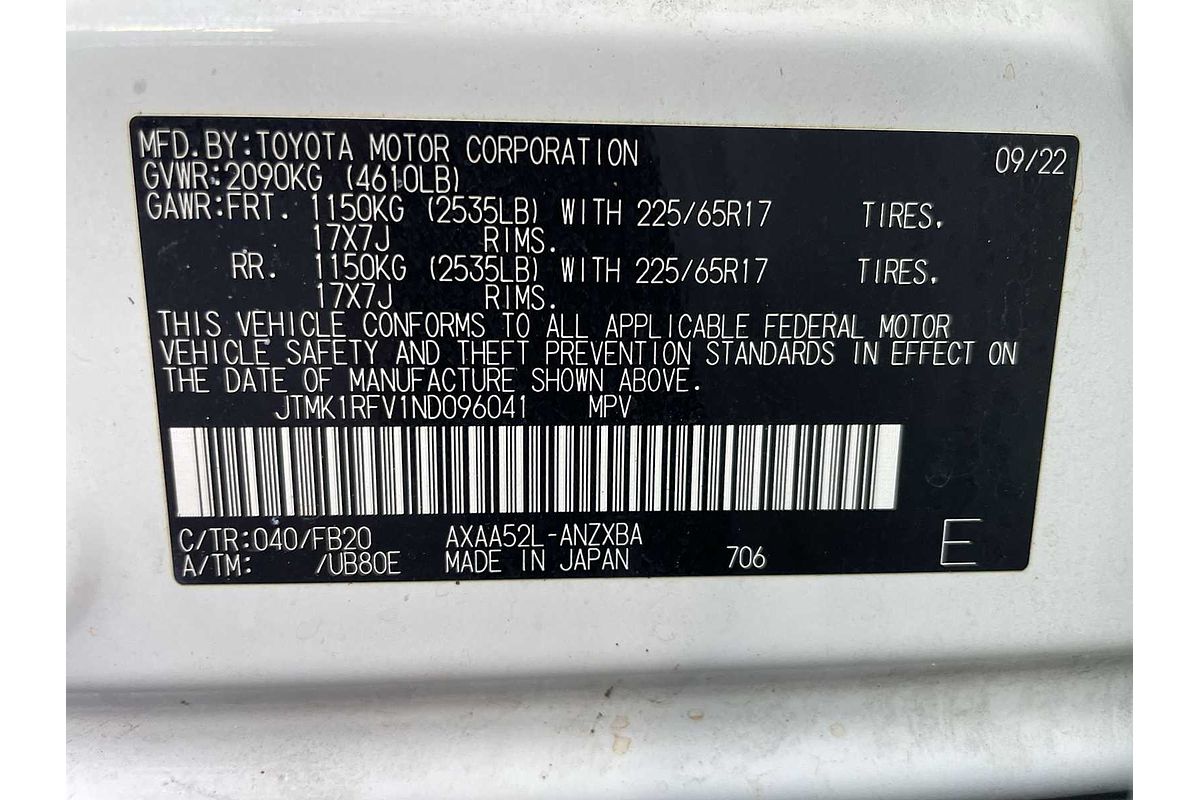 MFD. BY: TOYOTA MOTOR CORPORATION 09/22
GVWR: 2090KG (4610LB)
GAWR: FRT. 1150KG (2535LB) WITH 225/65R17 TIRES,
17X7J RIMS.
RR. 1150KG (2535LB) WITH 225/65R17 TIRES,
17X7J RIMS.
THIS VEHICLE CONFORMS TO ALL APPLICABLE FEDERAL MOTOR
VEHICLE SAFETY AND THEFT PREVENTION STANDARDS IN EFFECT ON
THE DATE OF MANUFACTURE SHOWN ABOVE.
JTMK1RFV1ND096041 MPV
C/TR: 040/FB20 AXAA52L-ANZXBA
A/TM: /UB80E MADE IN JAPAN 706 E